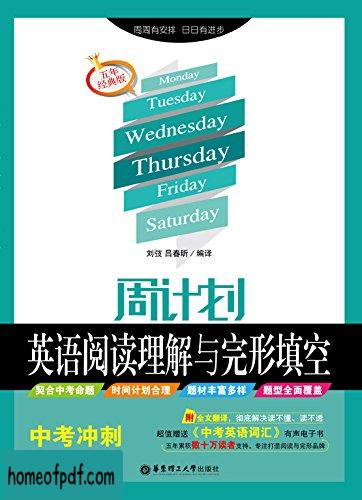 周周有安排 日日有进步
五年
经典版
Monday
Tuesday
Wednesday
Thursday
Friday
Saturday
刘弢 吕春昕/编译
周计划
英语阅读理解与完形填空
契合中考命题 时间计划合理 题材丰富多样 题型全面覆盖
中考冲刺
附 全文翻译,彻底解决读不懂、读不透
超值赠送《中考英语词汇》有声电子书
五年累积数十万读者支持。专注打造阅读与完形品牌
華東理工大學出版社
homeofpdf.com
homeofpdf.com